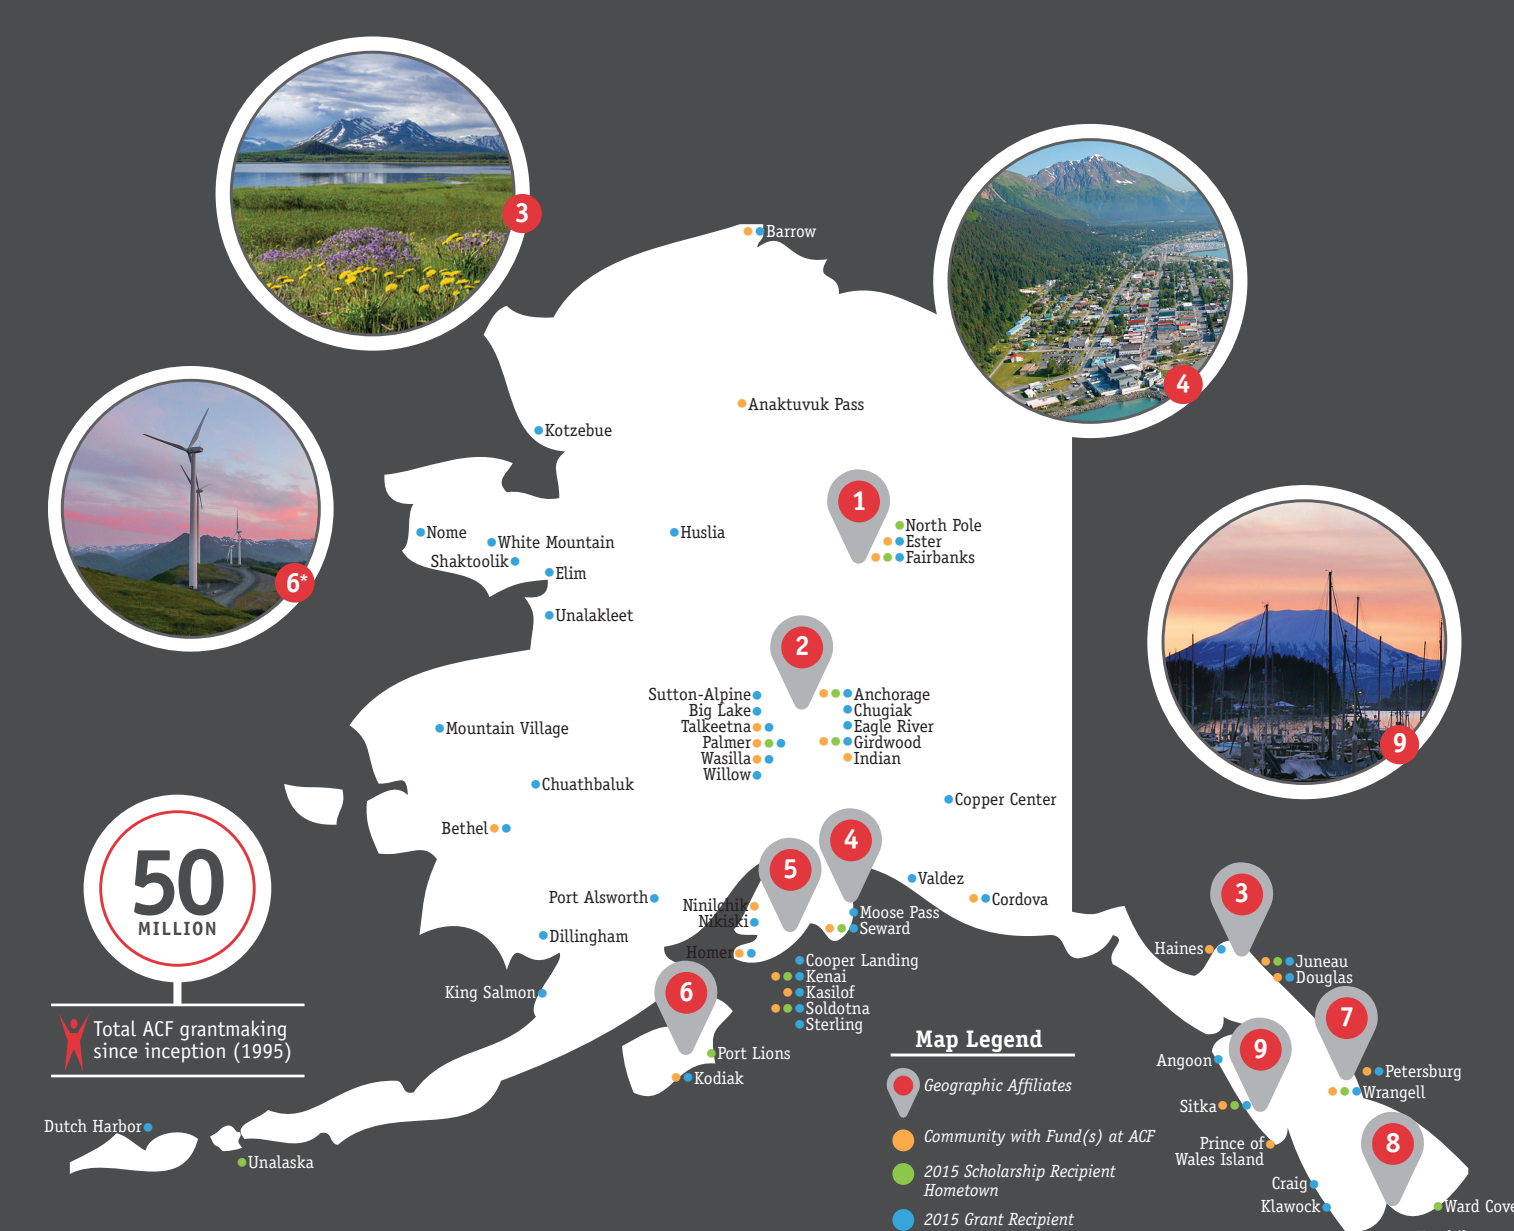 3
Barrow
4
Anaktuvuk Pass
Kotzebue
1
North Pole
Ester
Fairbanks
Nome
White Mountain
Shaktoolik
Elim
Huslia
6*
Unalakleet
2
Sutton-Alpine
Big Lake
Talkeetna
Palmer
Wasilla
Willow
Anchorage
Chugiak
Eagle River
Girdwood
Indian
9
Mountain Village
Chuathbaluk
Copper Center
Bethel
50
MILLION
Total ACF grantmaking
since inception (1995)
5
4
Valdez
Cordova
Port Alsworth
Ninilchik
Nikiski
Homer
Moose Pass
Seward
Dillingham
King Salmon
Cooper Landing
Kenai
Kasilof
Soldotna
Sterling
6
Port Lions
Kodiak
3
Haines
Juneau
Douglas
7
9
Angoon
Petersburg
Wrangell
Sitka
Prince of
Wales Island
8
Craig
Klawock
Ward Cove
Dutch Harbor
Unalaska
Map Legend
Geographic Affiliates
Community with Fund(s) at ACF
2015 Scholarship Recipient
Hometown
2015 Grant Recipient